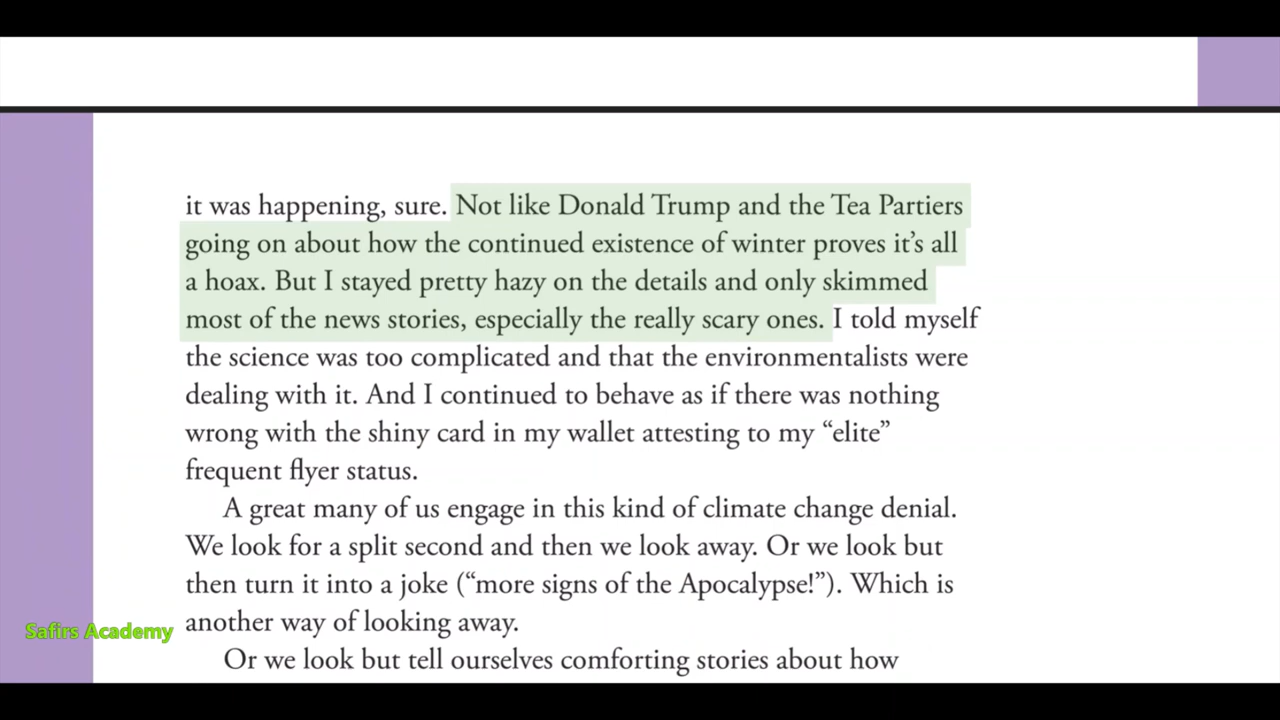 it was happening, sure. Not like Donald Trump and the Tea Partiers
going on about how the continued existence of winter proves it’s all
a hoax. But I stayed pretty hazy on the details and only skimmed
most of the news stories, especially the really scary ones. I told myself
the science was too complicated and that the environmentalists were
dealing with it. And I continued to behave as if there was nothing
wrong with the shiny card in my wallet attesting to my “elite”
frequent flyer status.
A great many of us engage in this kind of climate change denial.
We look for a split second and then we look away. Or we look but
then turn it into a joke (“more signs of the Apocalypse!”). Which is
another way of looking away.
Or we look but tell ourselves comforting stories about how
Safirs Academy